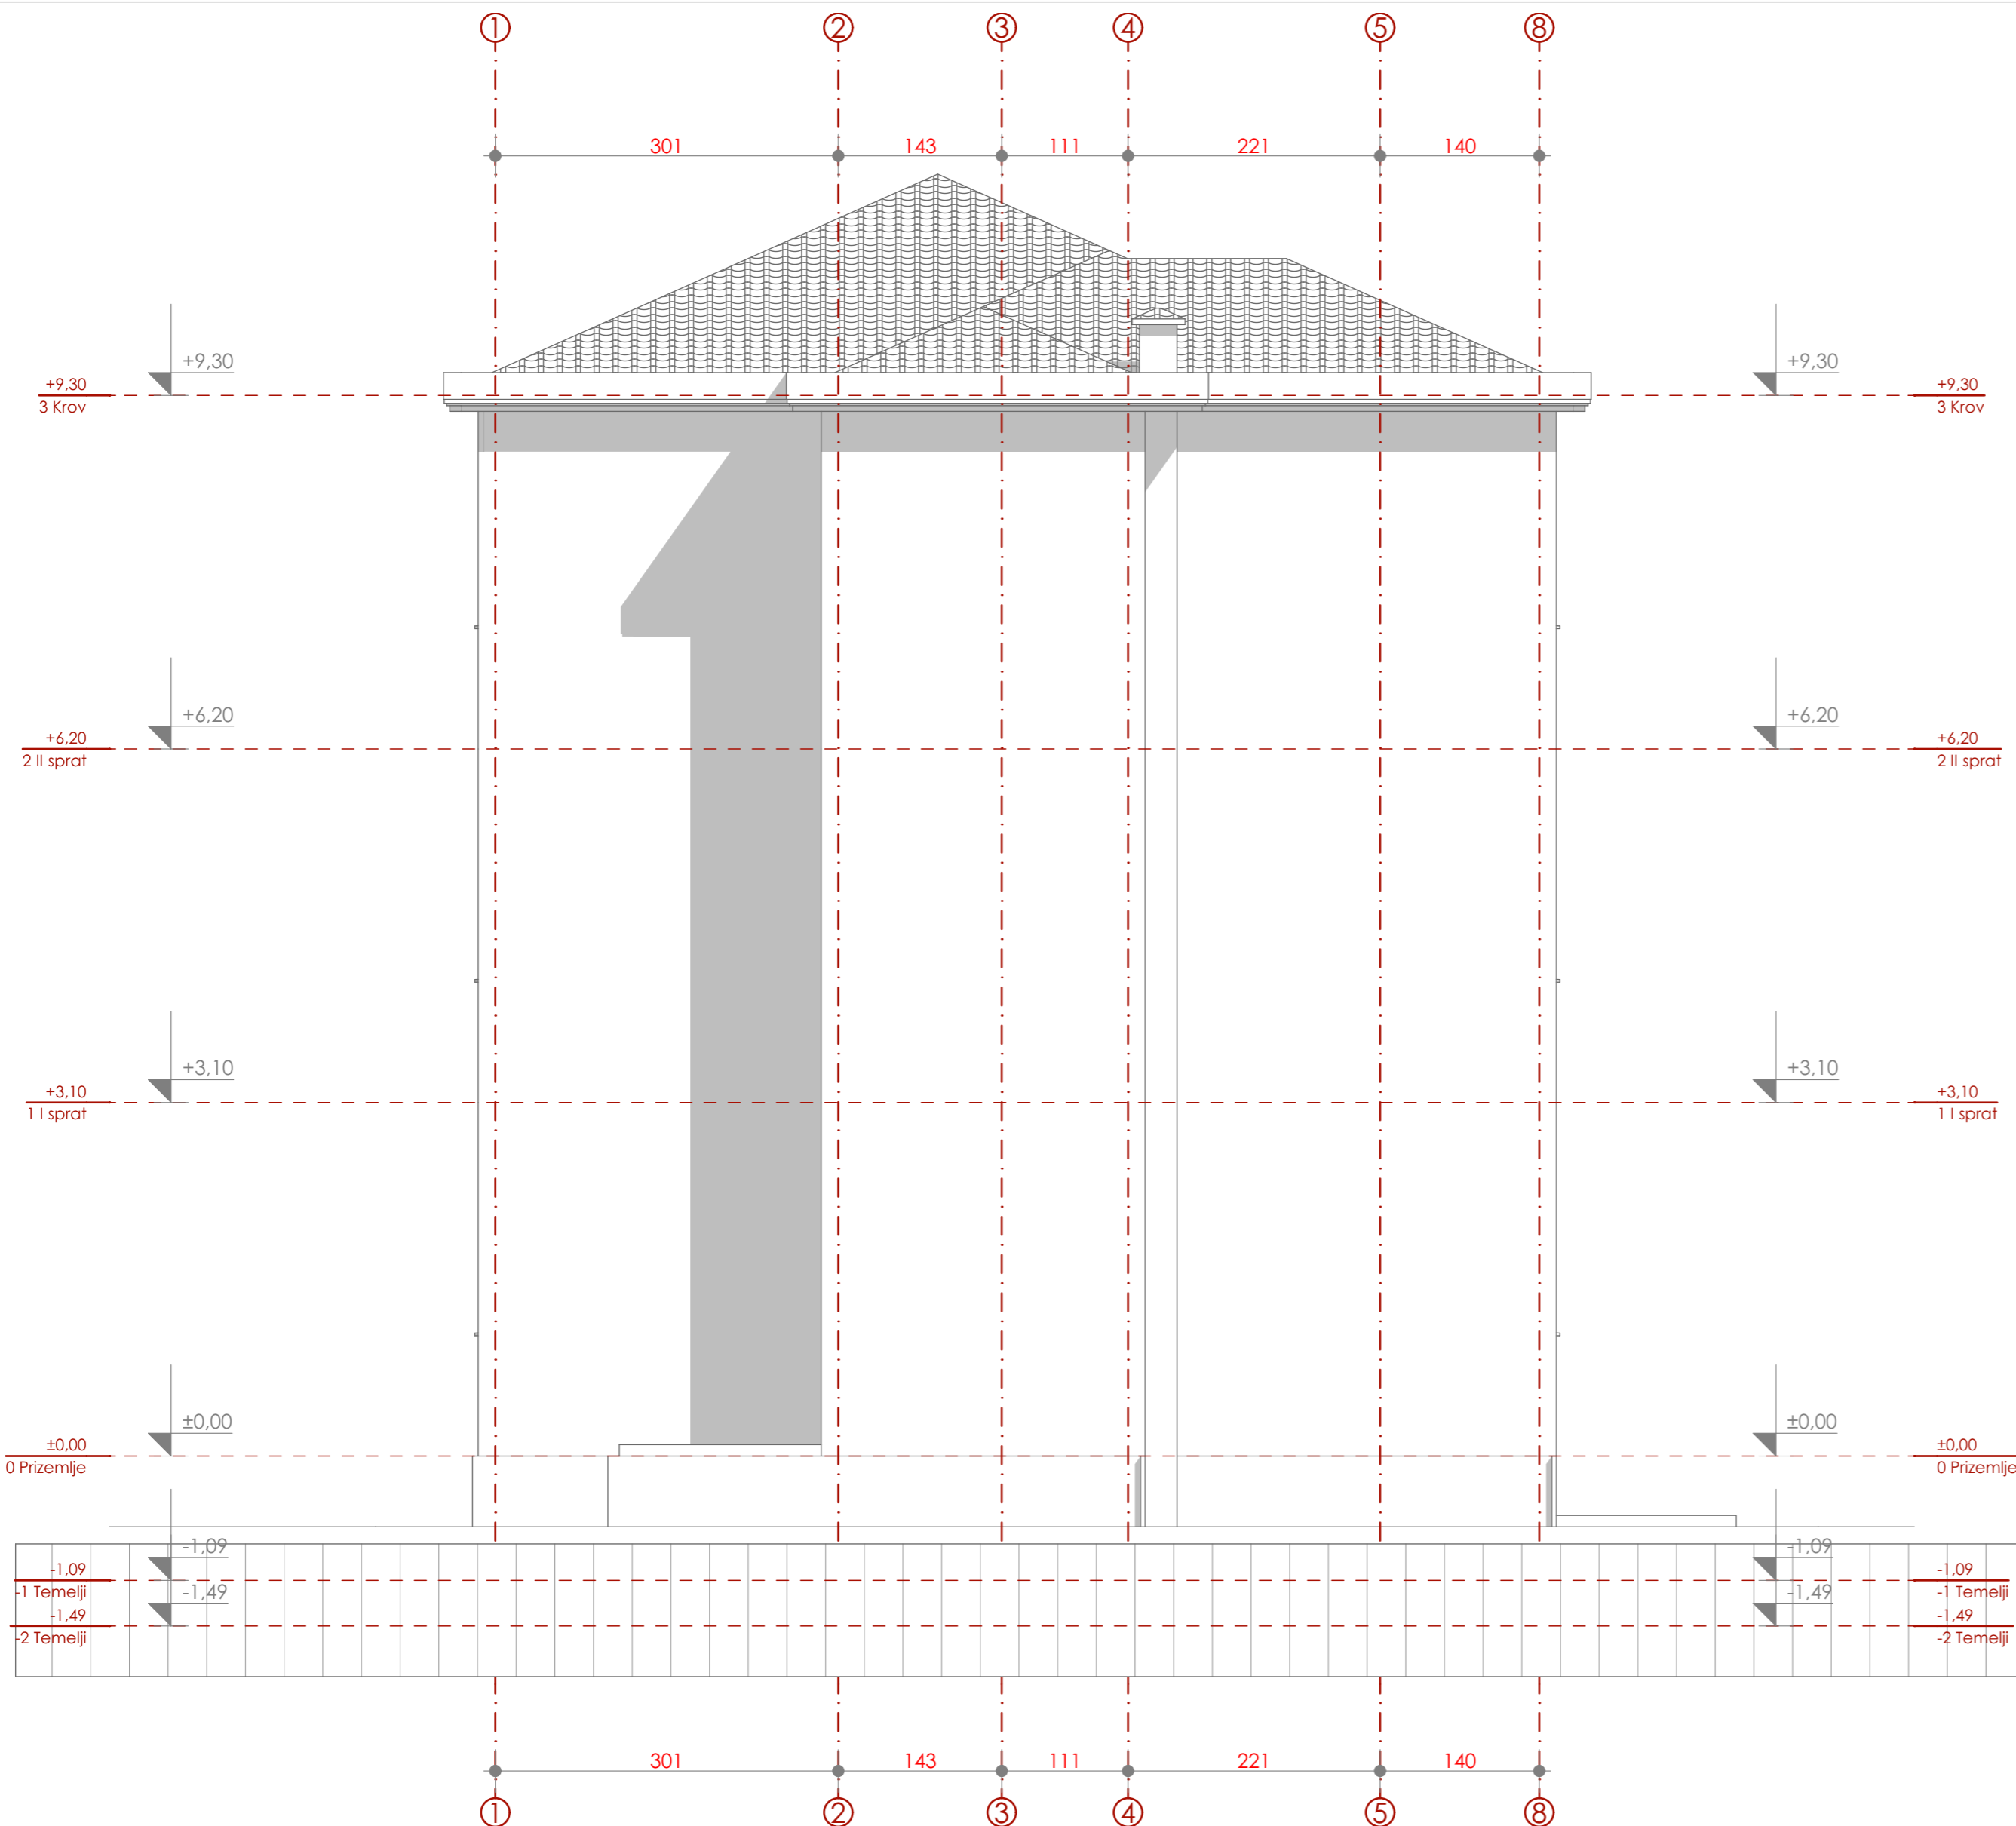 1 2 3 4 5 8
301 143 111 221 140
+9,30 +9,30
+9,30 +9,30
3 Krov 3 Krov
+6,20 +6,20
+6,20 +6,20
2 II sprat 2 II sprat
+3,10 +3,10
+3,10 +3,10
1 I sprat 1 I sprat
±0,00 ±0,00
±0,00 ±0,00
0 Prizemlje 0 Prizemlje
-1,09 -1,09
-1,09 -1,09
-1 Temelji -1 Temelji
-1,49 -1,49
-1,49 -1,49
-2 Temelji -2 Temelji
301 143 111 221 140
1 2 3 4 5 8